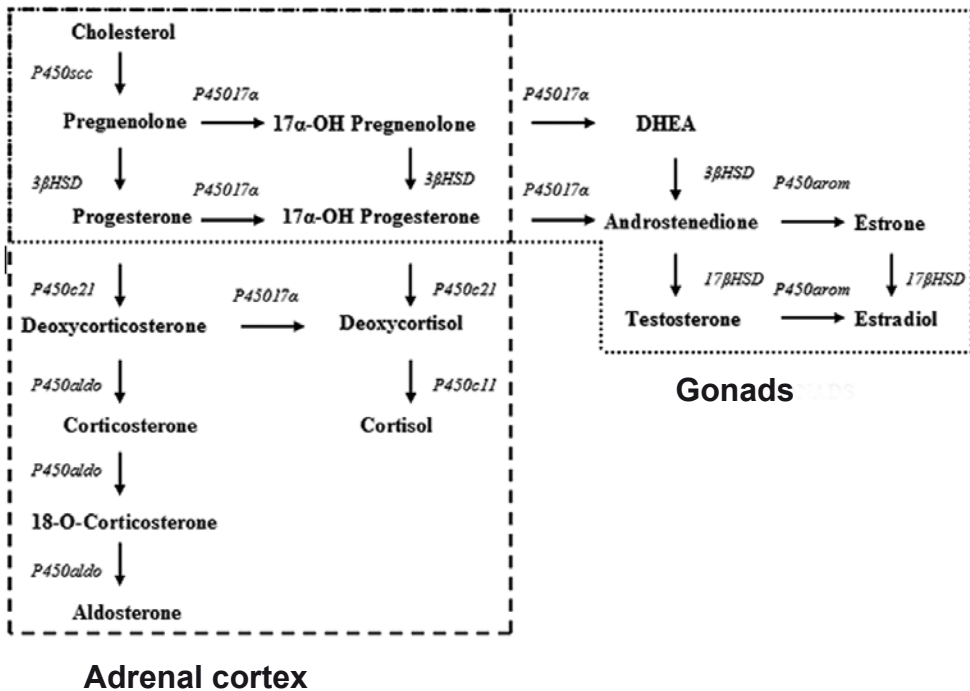 Cholesterol
P450scc
P45017α
P45017α
Pregnenolone
17α-OH Pregnenolone
DHEA
3βHSD
P45017α
3βHSD
P45017α
3βHSD
P450arom
Progesterone
17α-OH Progesterone
Androstenedione
Estrone
P450c21
P45017α
P450c21
17βHSD
P450arom
17βHSD
Deoxycorticosterone
Deoxycortisol
Testosterone
Estradiol
P450aldo
P450c11
Gonads
Corticosterone
Cortisol
P450aldo
18-O-Corticosterone
P450aldo
Aldosterone
Adrenal cortex